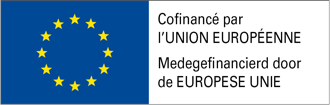 Cofinancé par
l'UNION EUROPÉENNE
Medegefinancierd door
de EUROPESE UNIE